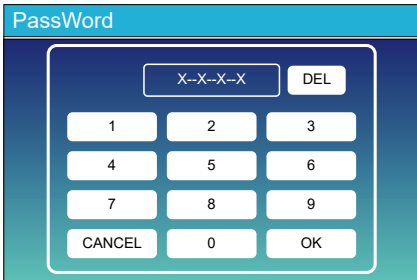 PassWord
X--X--X--X DEL
1 2 3
4 5 6
7 8 9
CANCEL 0 OK